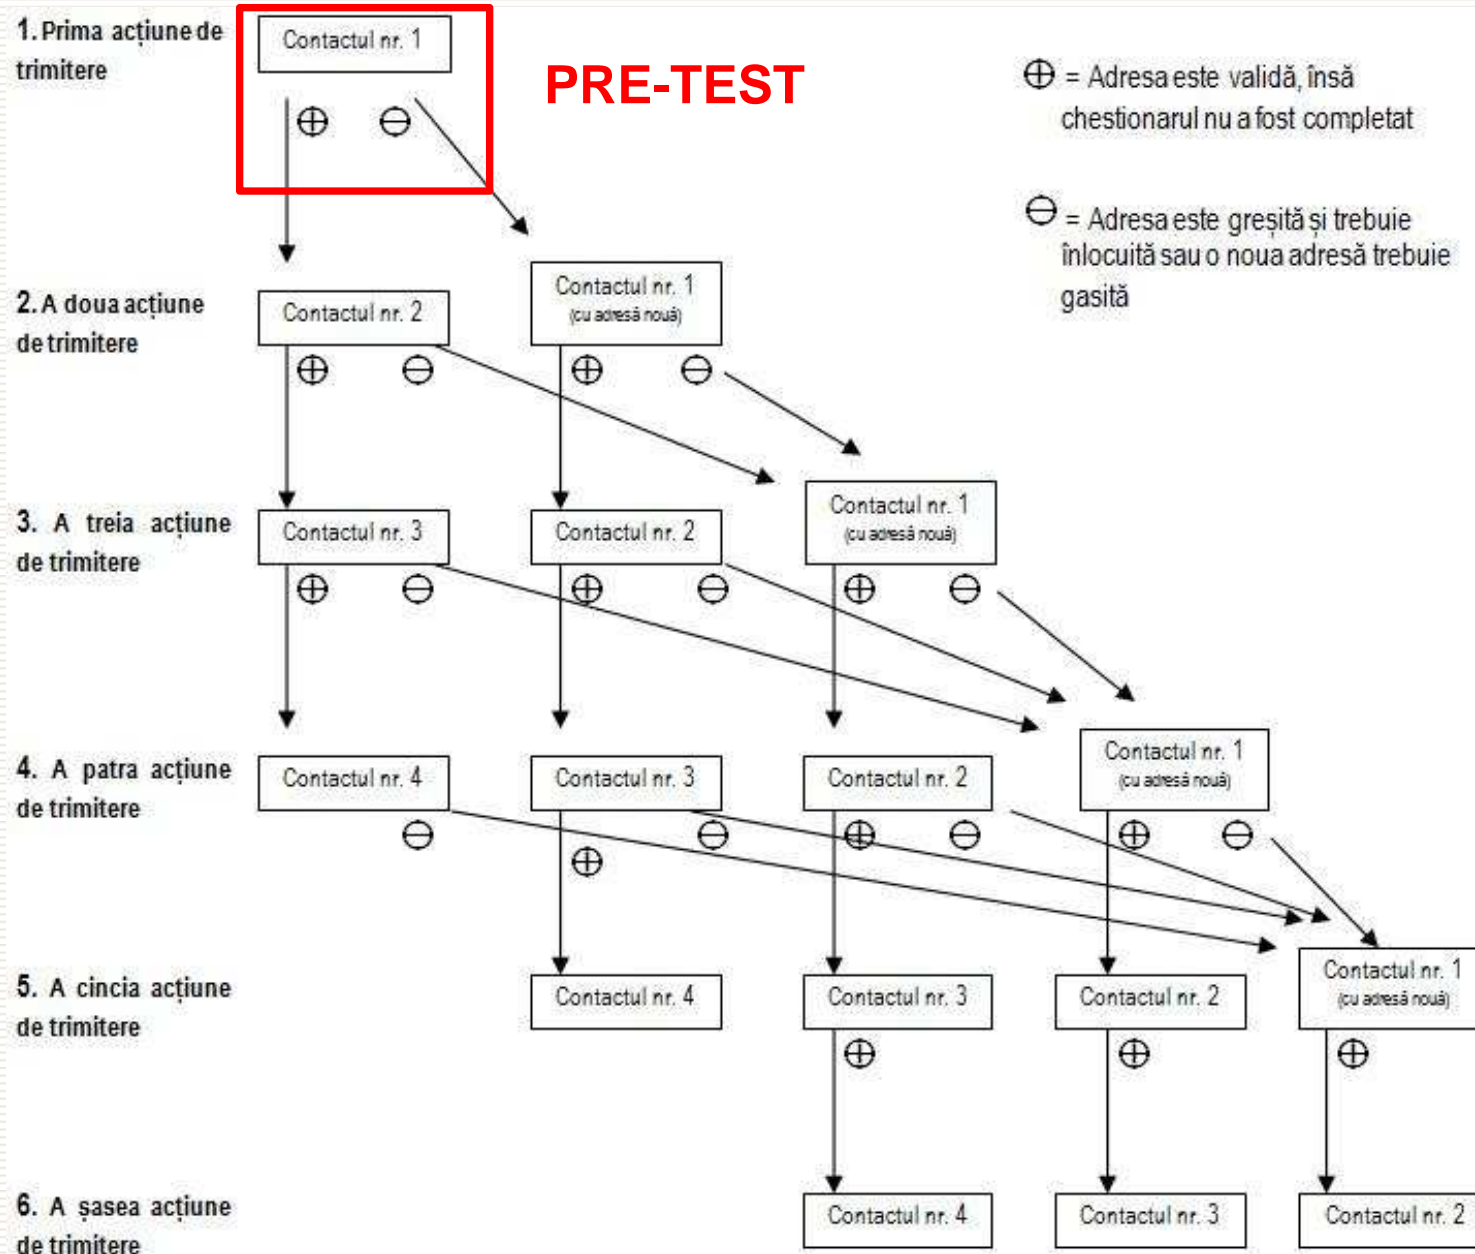 1. Prima acțiune de
trimitere
Contactul nr. 1
PRE-TEST
= Adresa este validă, însă
chestionarul nu a fost completat
= Adresa este greșită și trebuie
înlocuită sau o noua adresă trebuie
gasită
2. A doua acțiune
de trimitere
Contactul nr. 2
Contactul nr. 1
(cu adresă nouă)
3. A treia acțiune
de trimitere
Contactul nr. 3
Contactul nr. 2
Contactul nr. 1
(cu adresă nouă)
4. A patra acțiune
de trimitere
Contactul nr. 4
Contactul nr. 3
Contactul nr. 2
Contactul nr. 1
(cu adresă nouă)
5. A cincia acțiune
de trimitere
Contactul nr. 4
Contactul nr. 3
Contactul nr. 2
Contactul nr. 1
(cu adresă nouă)
6. A șasea acțiune
de trimitere
Contactul nr. 4
Contactul nr. 3
Contactul nr. 2